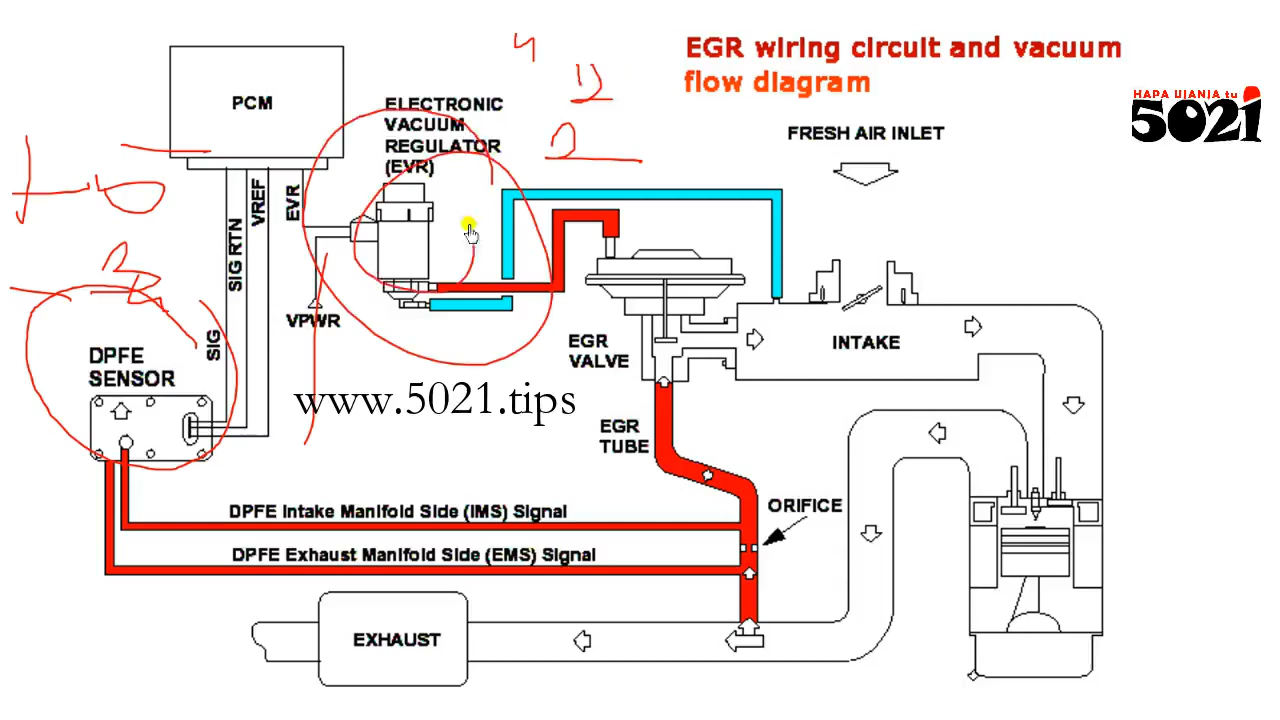 EGR wiring circuit and vacuum
flow diagram
HAPA UJANJA tu
5021
PCM
ELECTRONIC
VACUUM
REGULATOR
(EVR)
FRESH AIR INLET
SIG RTN
VREF
EVR
SIG
VPWR
DPFE
SENSOR
EGR
VALVE
INTAKE
www.5021.tips
EGR
TUBE
ORIFICE
DPFE Intake Manifold Side (IMS) Signal
DPFE Exhaust Manifold Side (EMS) Signal
EXHAUST